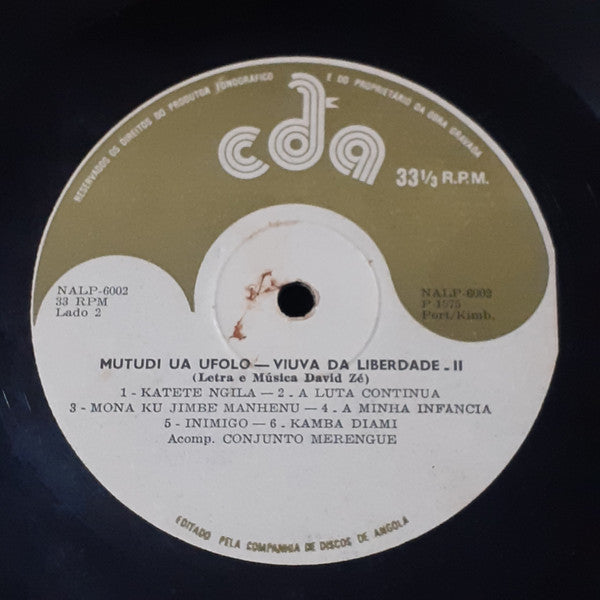 RESERVADOS OS DIREITOS DO PRODUTOR FONOGRÁFICO E DO PROPRIETÁRIO DA OBRA GRAVADA
cda
33 1/3 R.P.M.
NALP-6002
33 RPM
Lado 2
NALP-6002
P 1975
Port/Kimb.
MUTUDI UA UFOLO — VIUVA DA LIBERDADE - II
(Letra e Música David Zé)
1 - KATETE NGILA — 2 - A LUTA CONTINUA
3 - MONA KU JIMBE MANHENU — 4 - A MINHA INFANCIA
5 - INIMIGO — 6 - KAMBA DIAMI
Acomp. CONJUNTO MERENGUE
EDITADO PELA COMPANHIA DE DISCOS DE ANGOLA